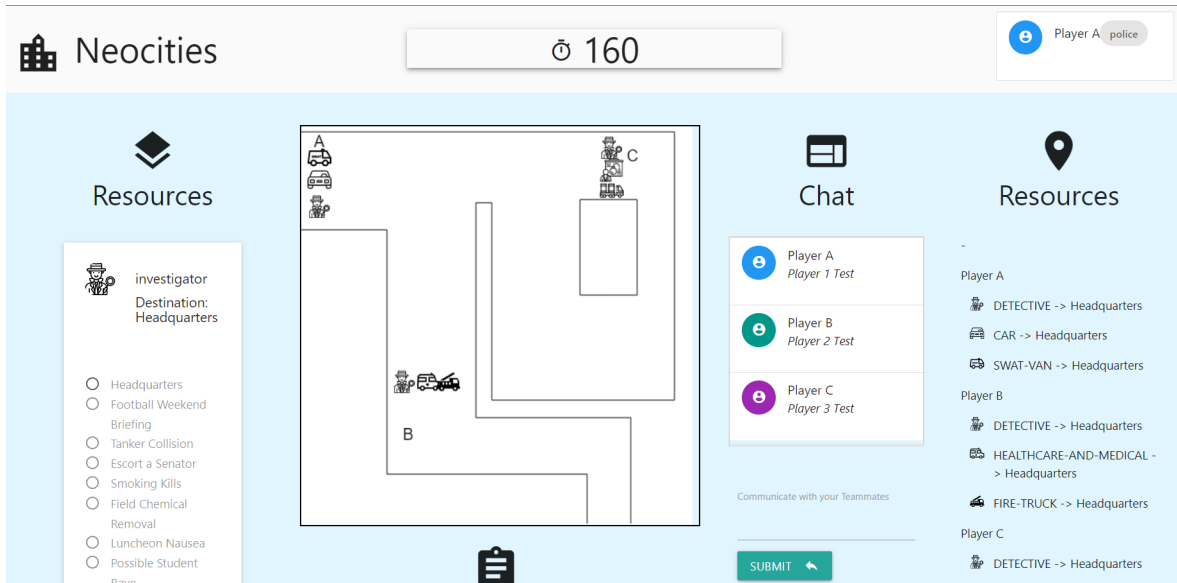 Neocities
160
Player A police
Resources
investigator
Destination:
Headquarters
Headquarters
Football Weekend
Briefing
Tanker Collision
Escort a Senator
Smoking Kills
Field Chemical
Removal
Luncheon Nausea
Possible Student
A
C
B
Chat
Player A
Player 1 Test
Player B
Player 2 Test
Player C
Player 3 Test
Communicate with your Teammates
SUBMIT
Resources
-
Player A
DETECTIVE -> Headquarters
CAR -> Headquarters
SWAT-VAN -> Headquarters
Player B
DETECTIVE -> Headquarters
HEALTHCARE-AND-MEDICAL -
> Headquarters
FIRE-TRUCK -> Headquarters
Player C
DETECTIVE -> Headquarters